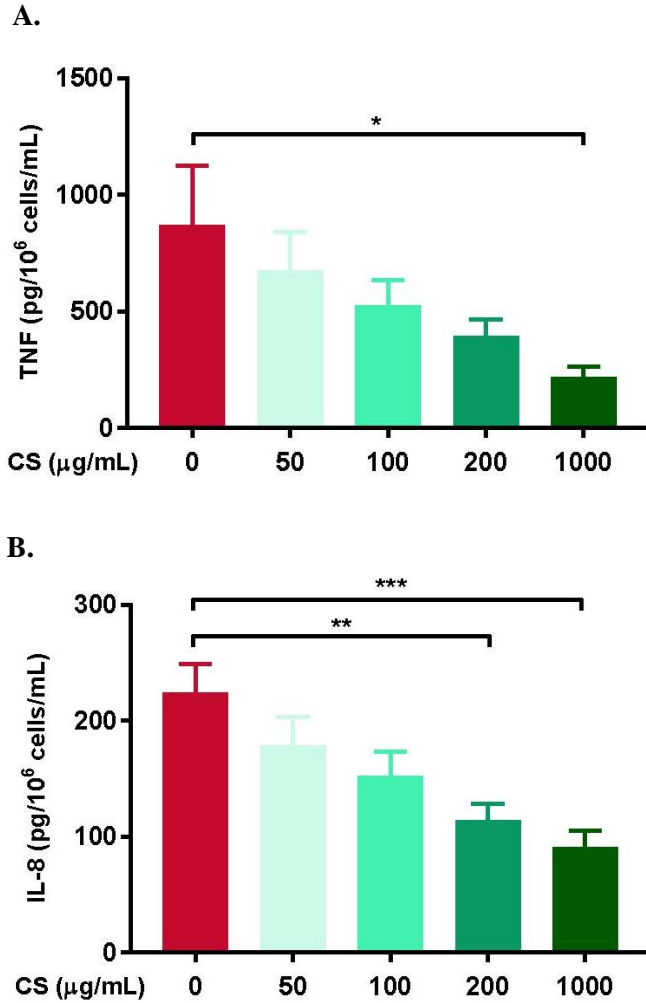 A.
TNF (pg/10⁶ cells/mL)
1500
*
1000
500
0
CS (μg/mL) 0 50 100 200 1000
B.
IL-8 (pg/10⁶ cells/mL)
***
300
**
200
100
0
CS (μg/mL) 0 50 100 200 1000